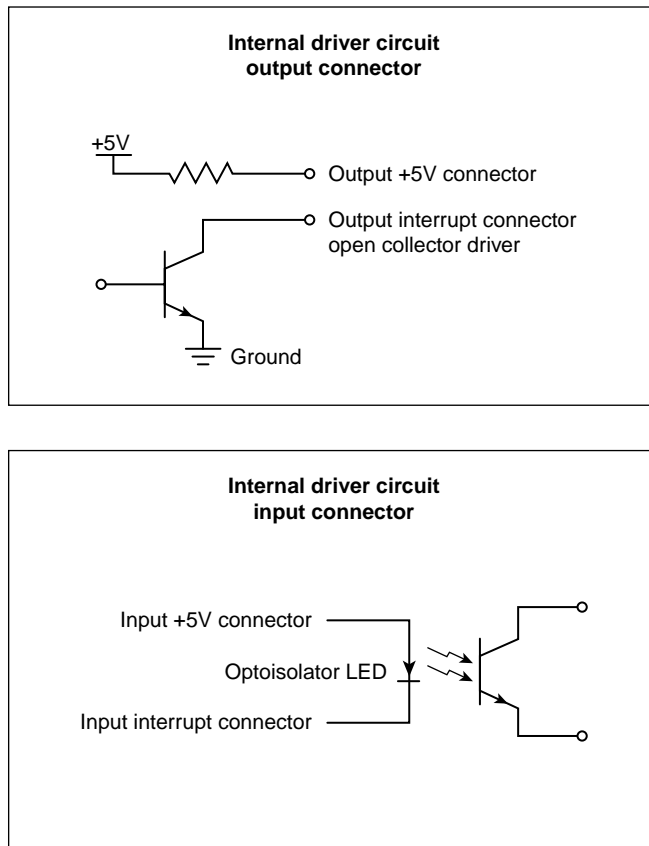 Internal driver circuit
output connector
+5V
Output +5V connector
Output interrupt connector
open collector driver
Ground
Internal driver circuit
input connector
Input +5V connector
Optoisolator LED
Input interrupt connector